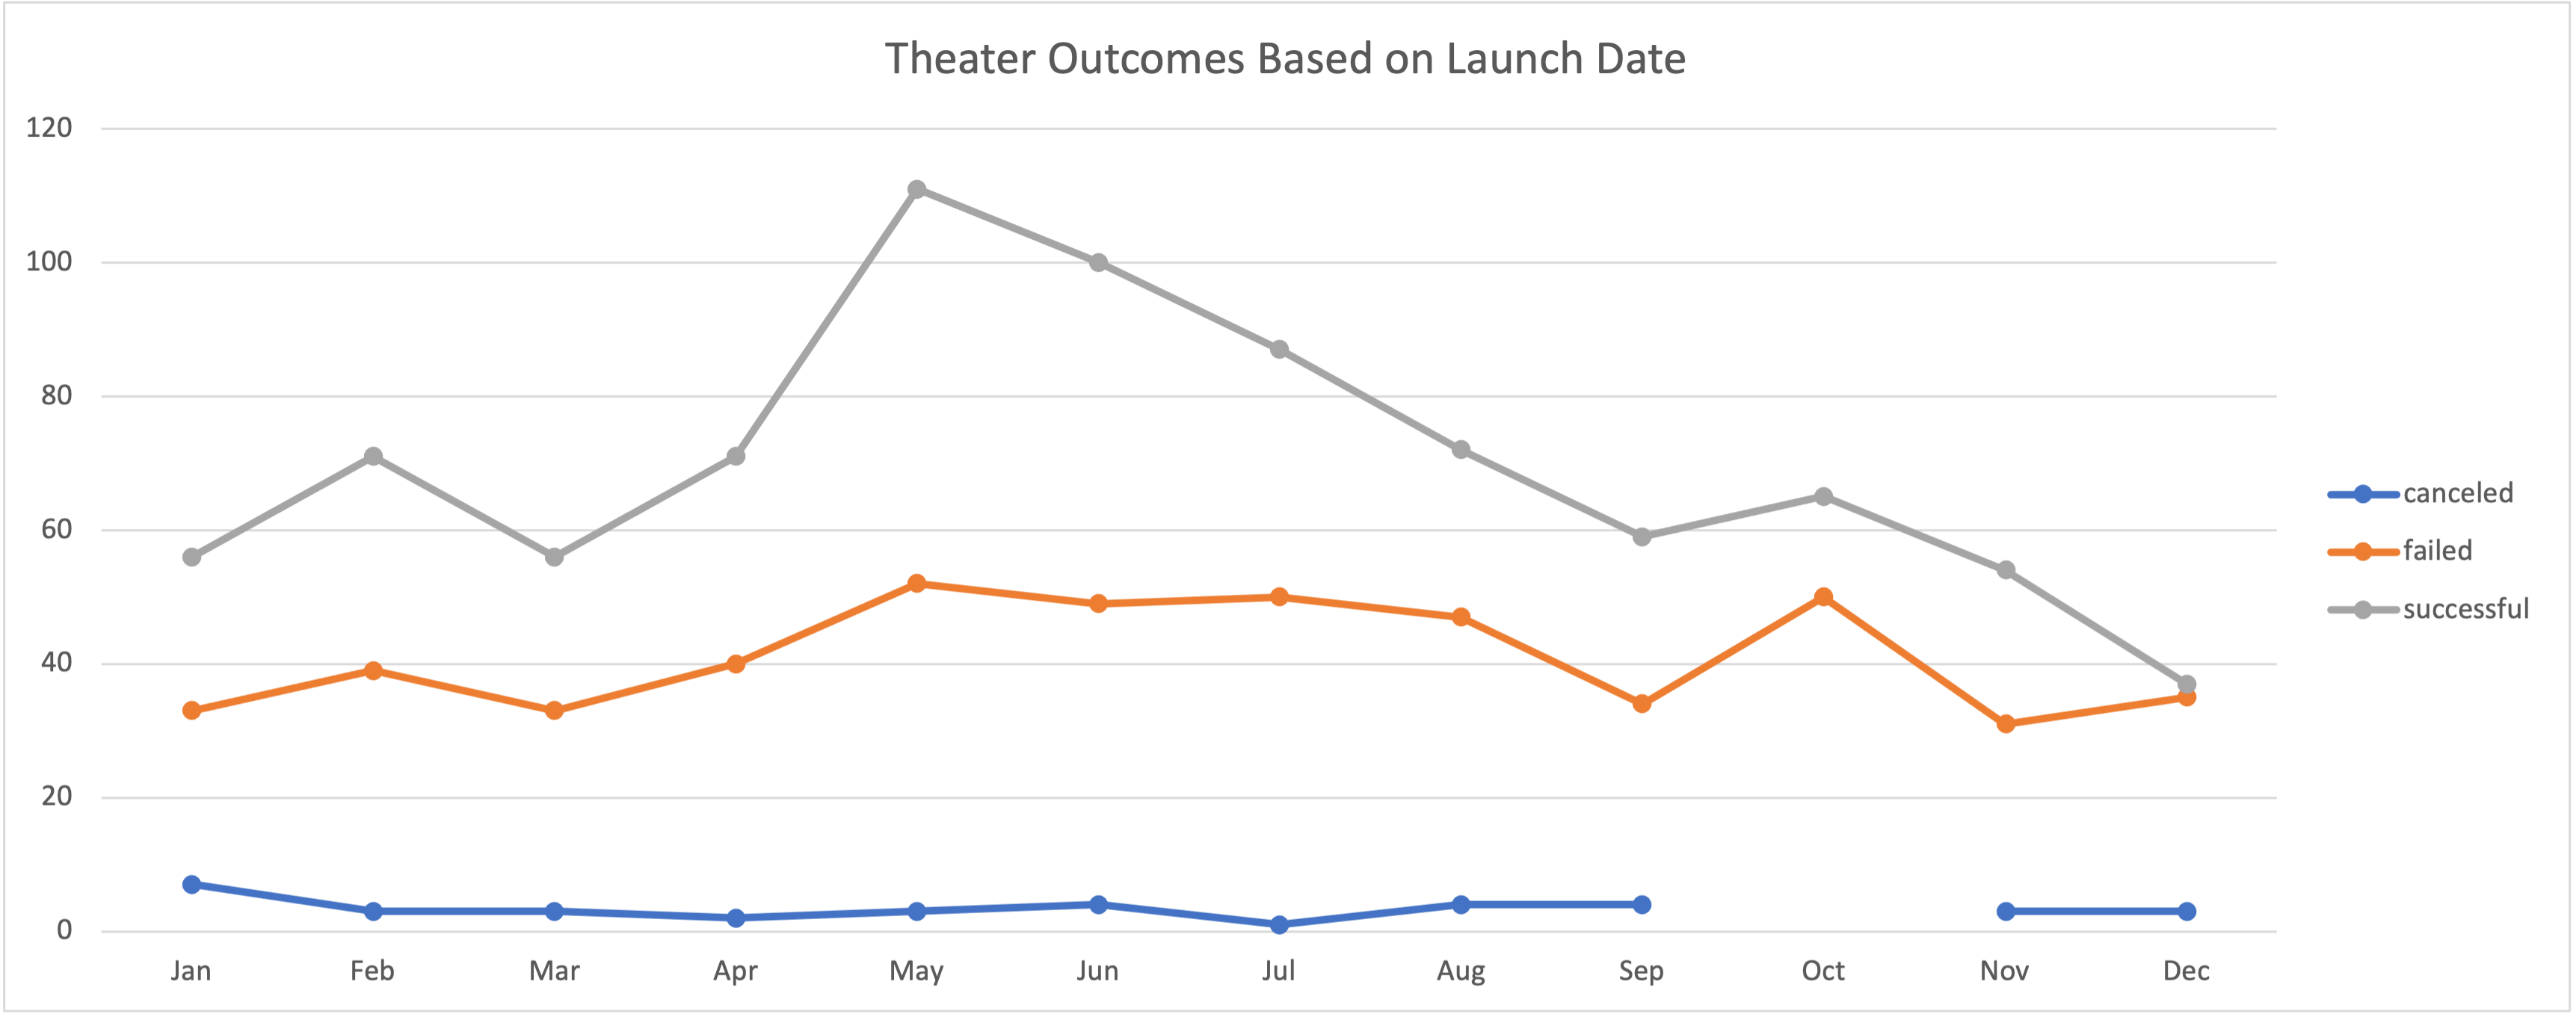 Theater Outcomes Based on Launch Date
120
100
80
60
40
20
0
Jan Feb Mar Apr May Jun Jul Aug Sep Oct Nov Dec
canceled
failed
successful